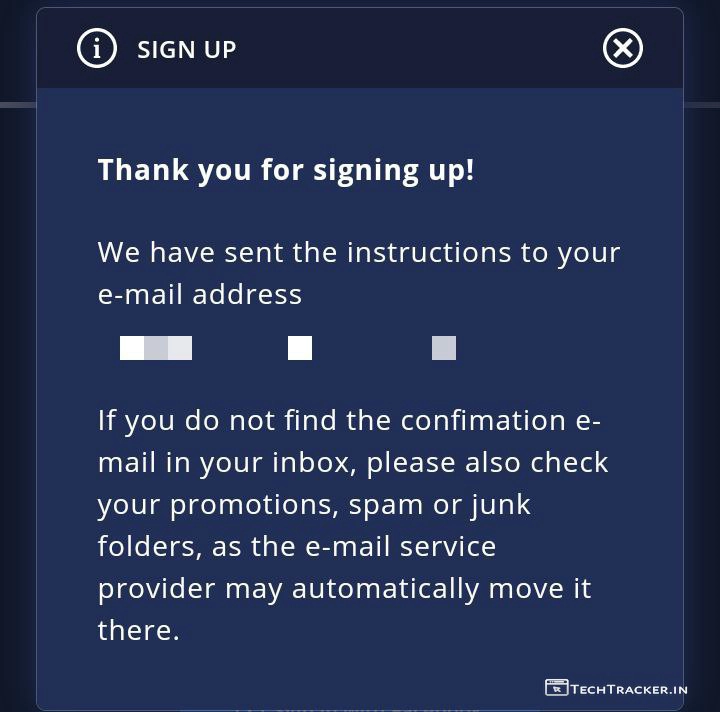 SIGN UP
Thank you for signing up!
We have sent the instructions to your
e-mail address
If you do not find the confimation e-
mail in your inbox, please also check
your promotions, spam or junk
folders, as the e-mail service
provider may automatically move it
there.
TECHTRACKER.IN